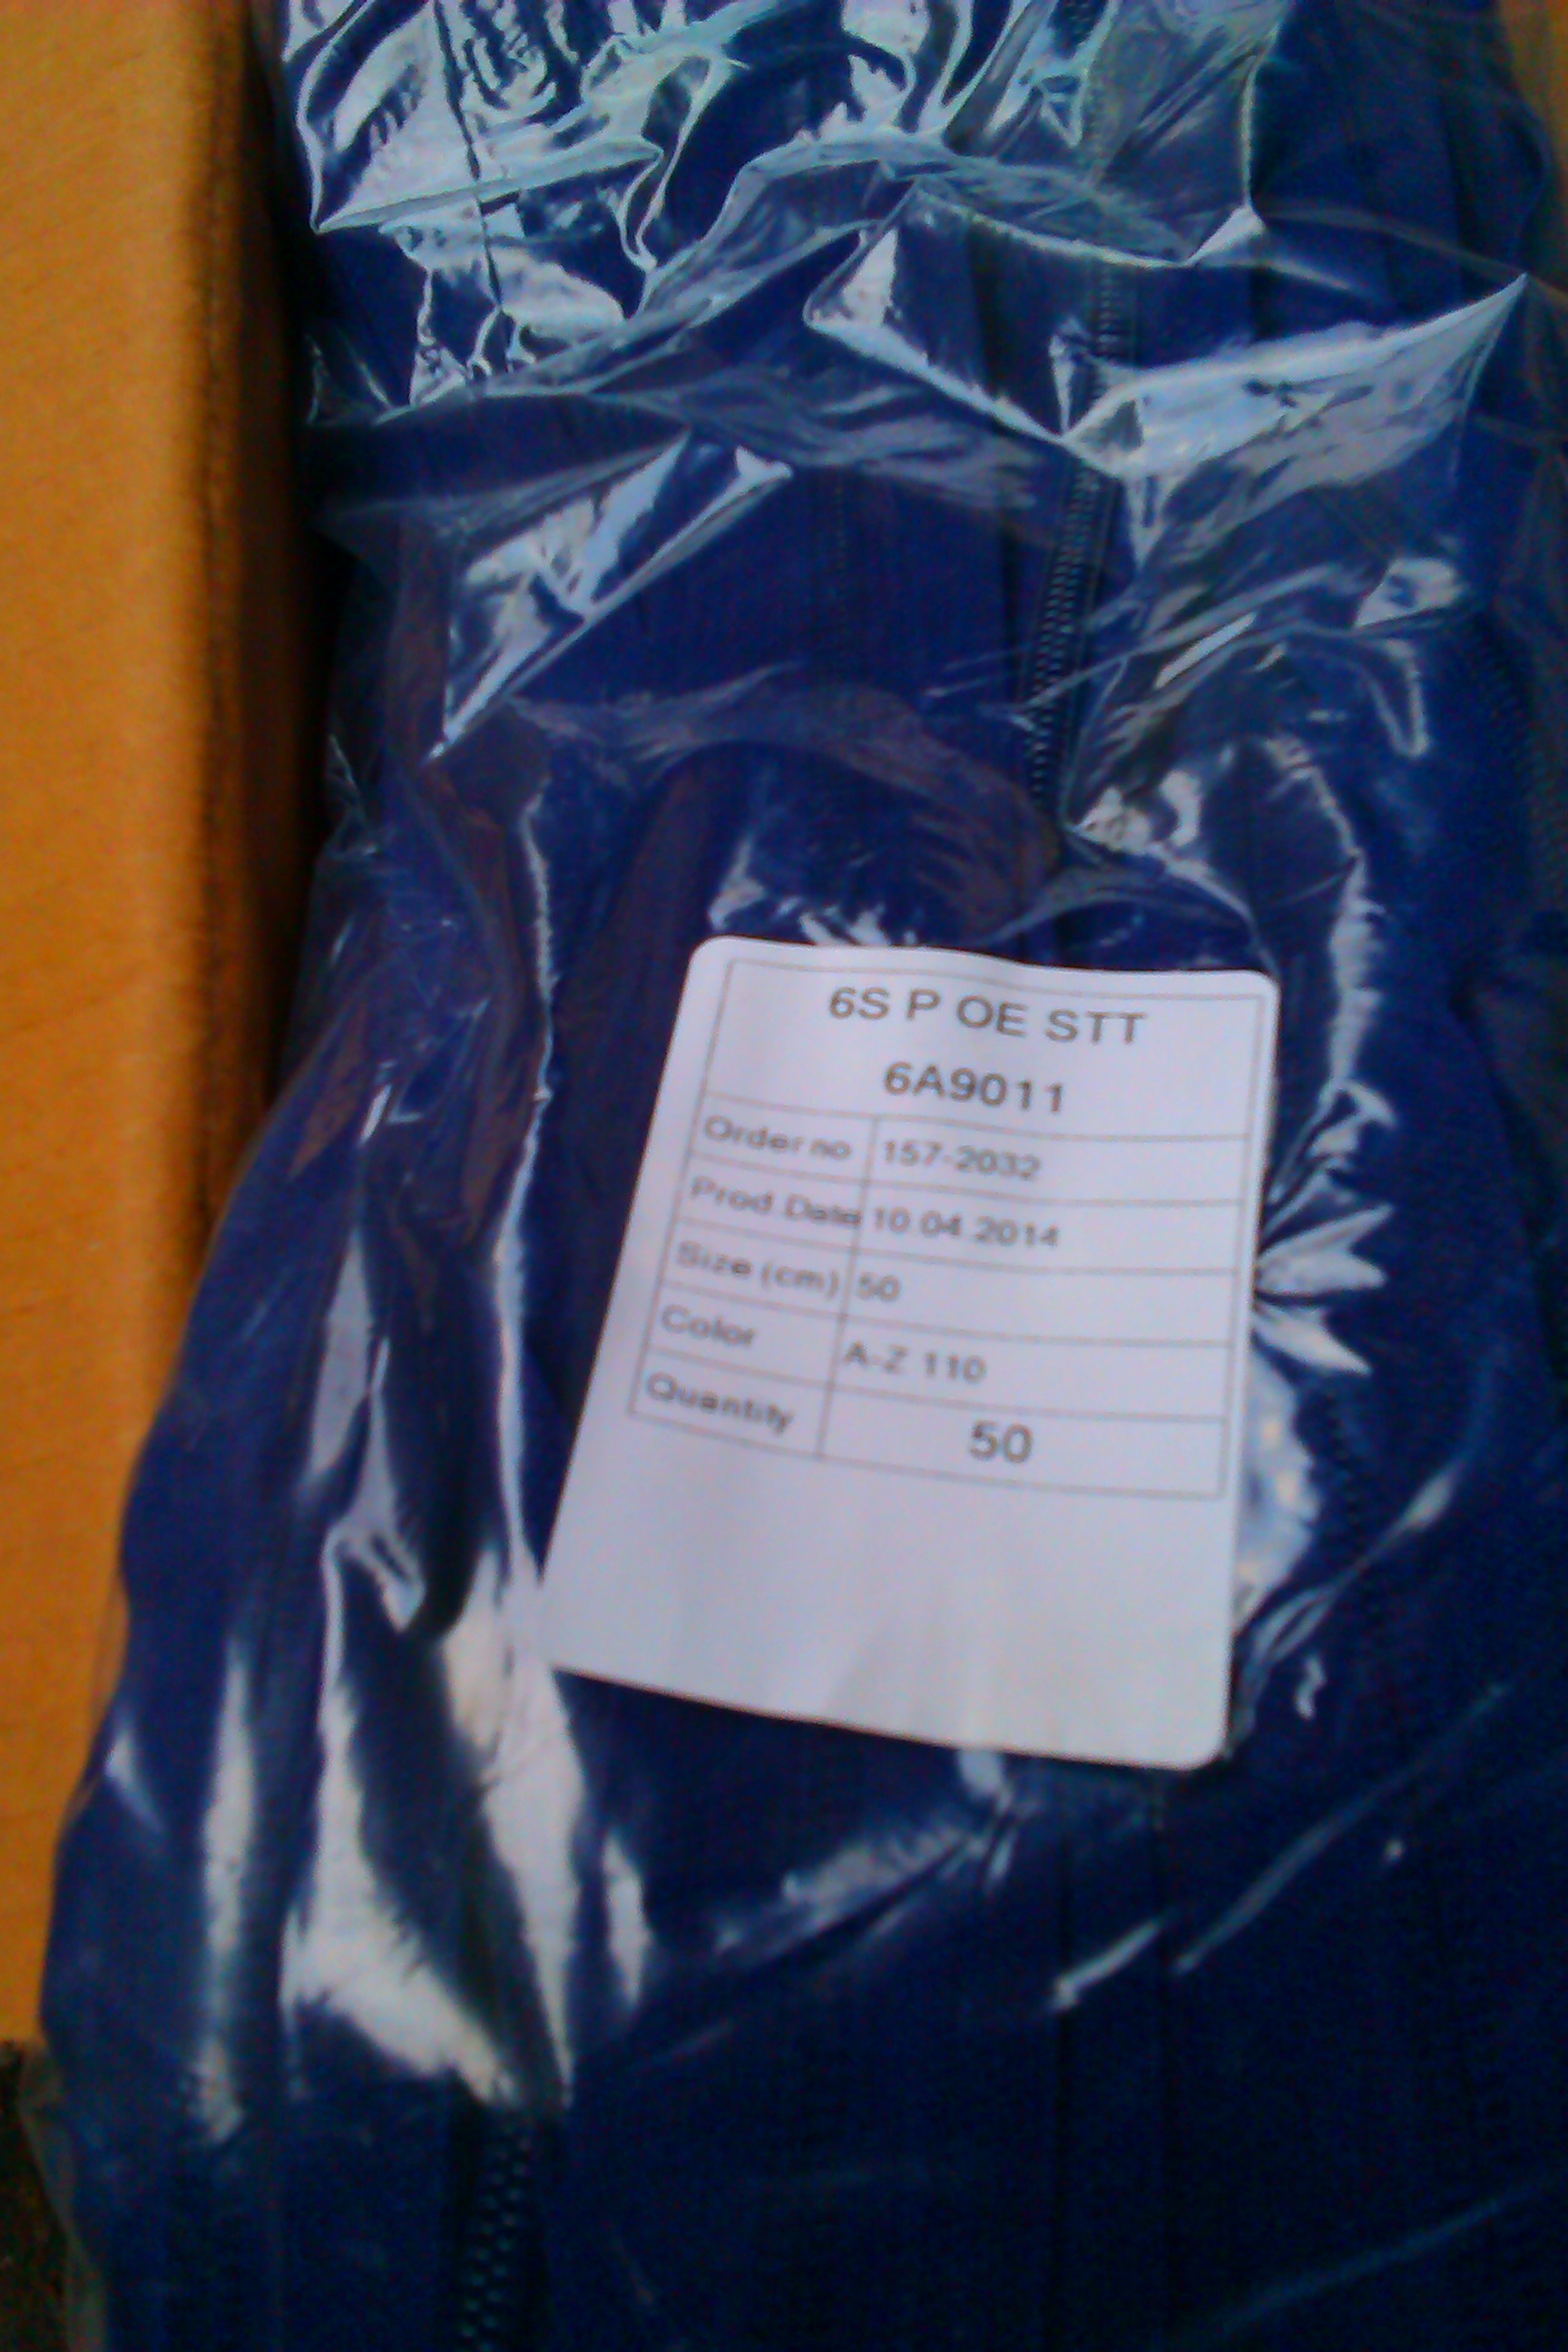 6S P OE STT
6A9011
Order no 157-2032
Prod.Date 10.04.2014
Size (cm) 50
Color A-Z 110
Quantity 50